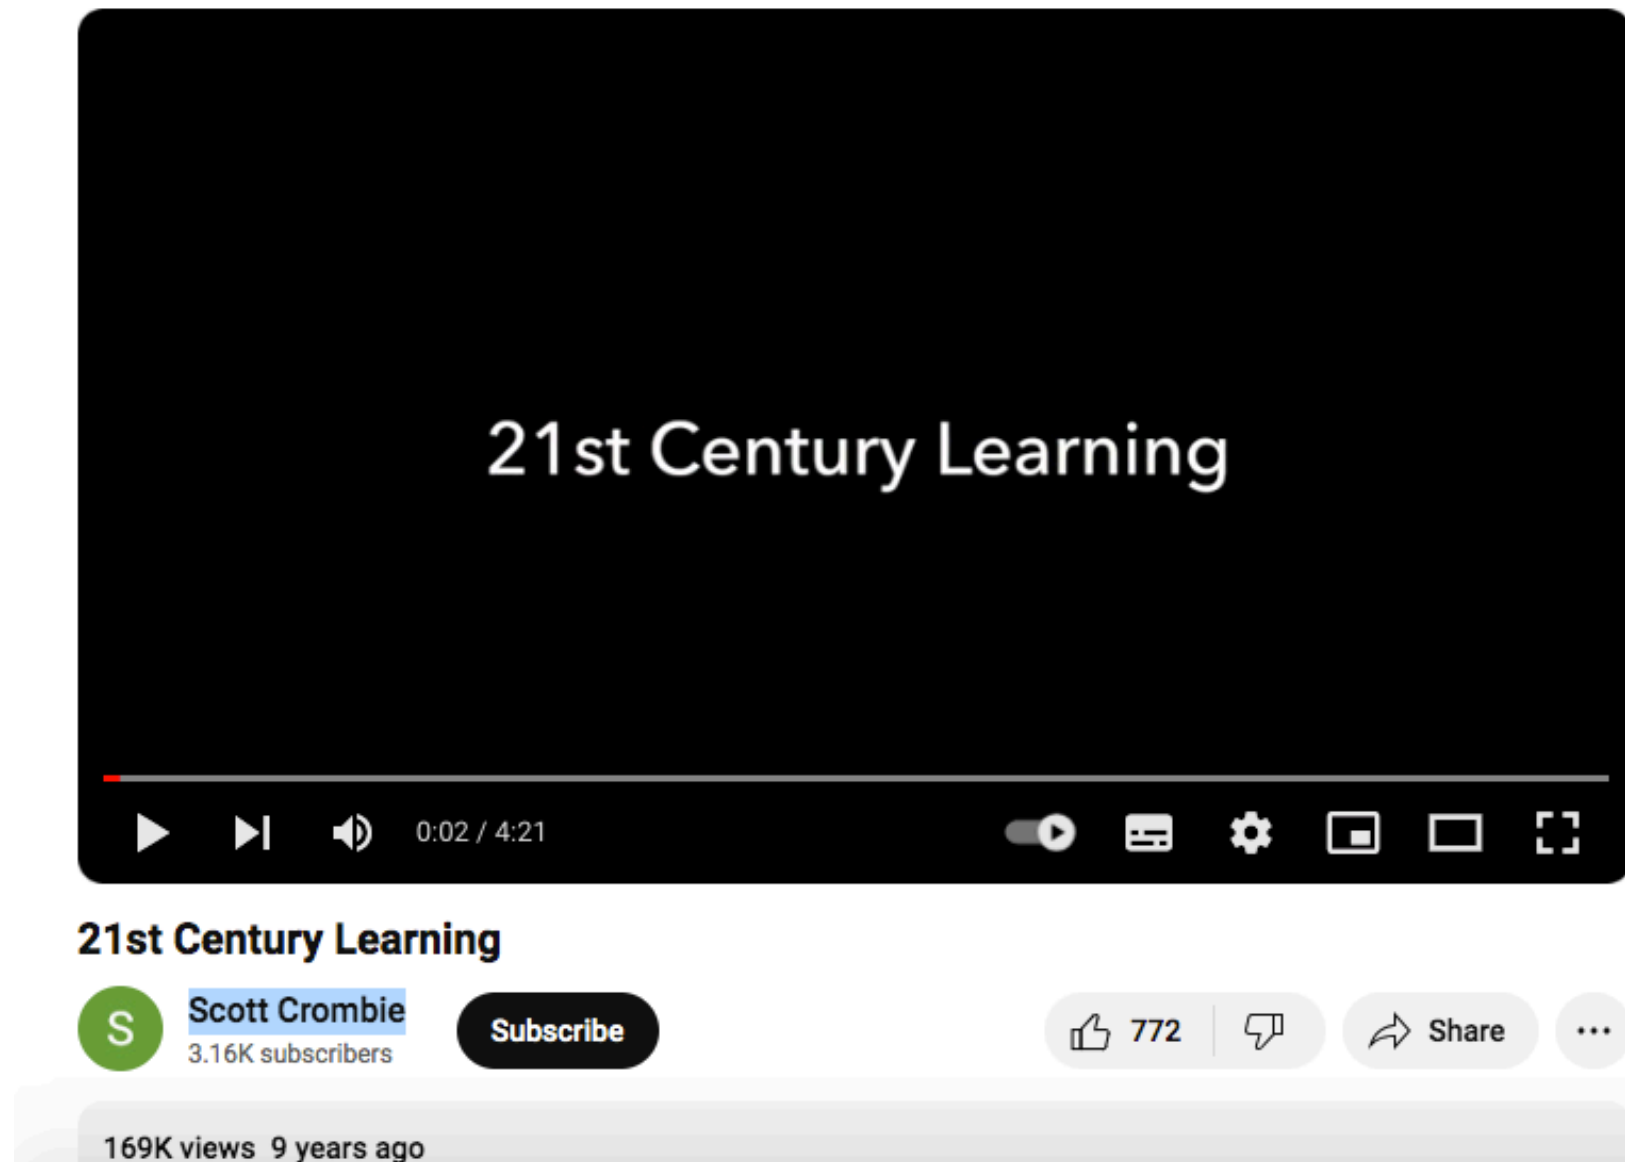 21st Century Learning
0:02 / 4:21
21st Century Learning
S
Scott Crombie
3.16K subscribers
Subscribe
772
Share
169K views 9 years ago